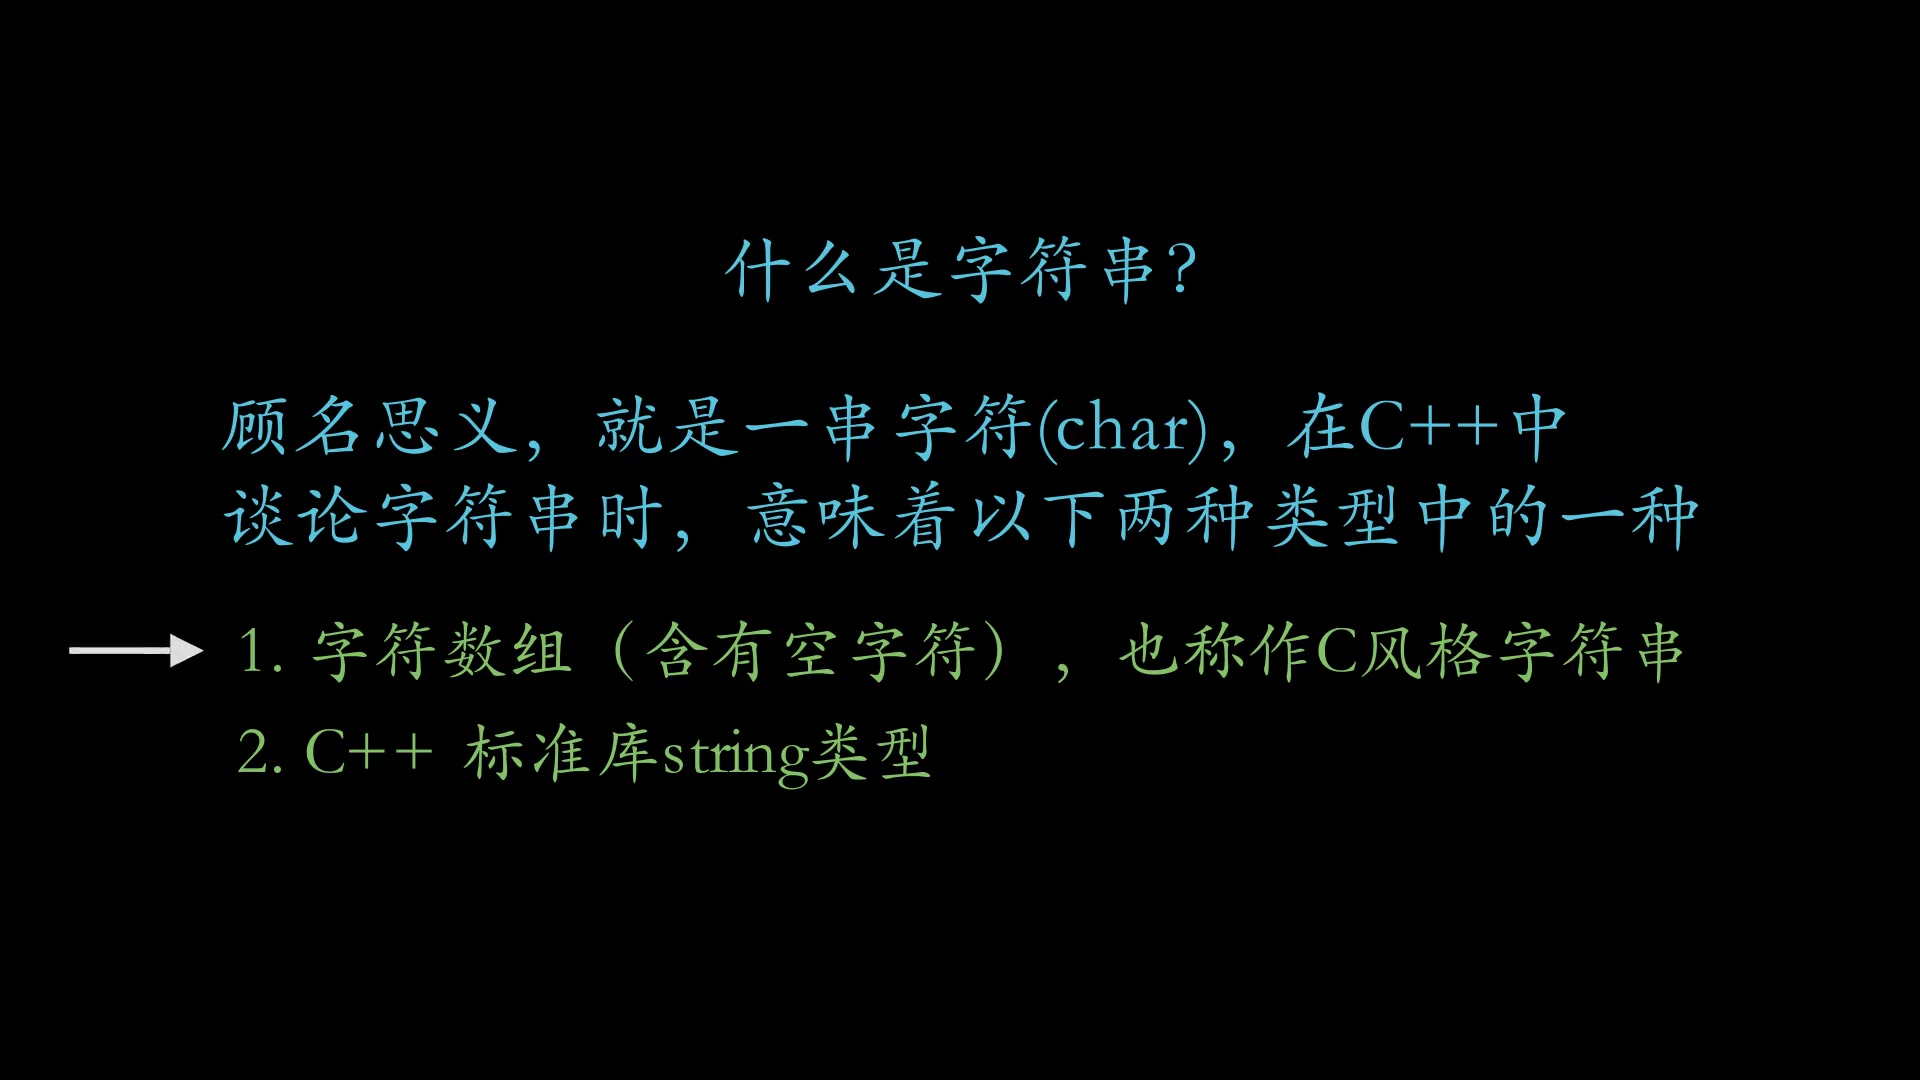 什么是字符串？
顾名思义，就是一串字符(char)，在C++中
谈论字符串时，意味着以下两种类型中的一种
1. 字符数组（含有空字符），也称作C风格字符串
2. C++ 标准库string类型